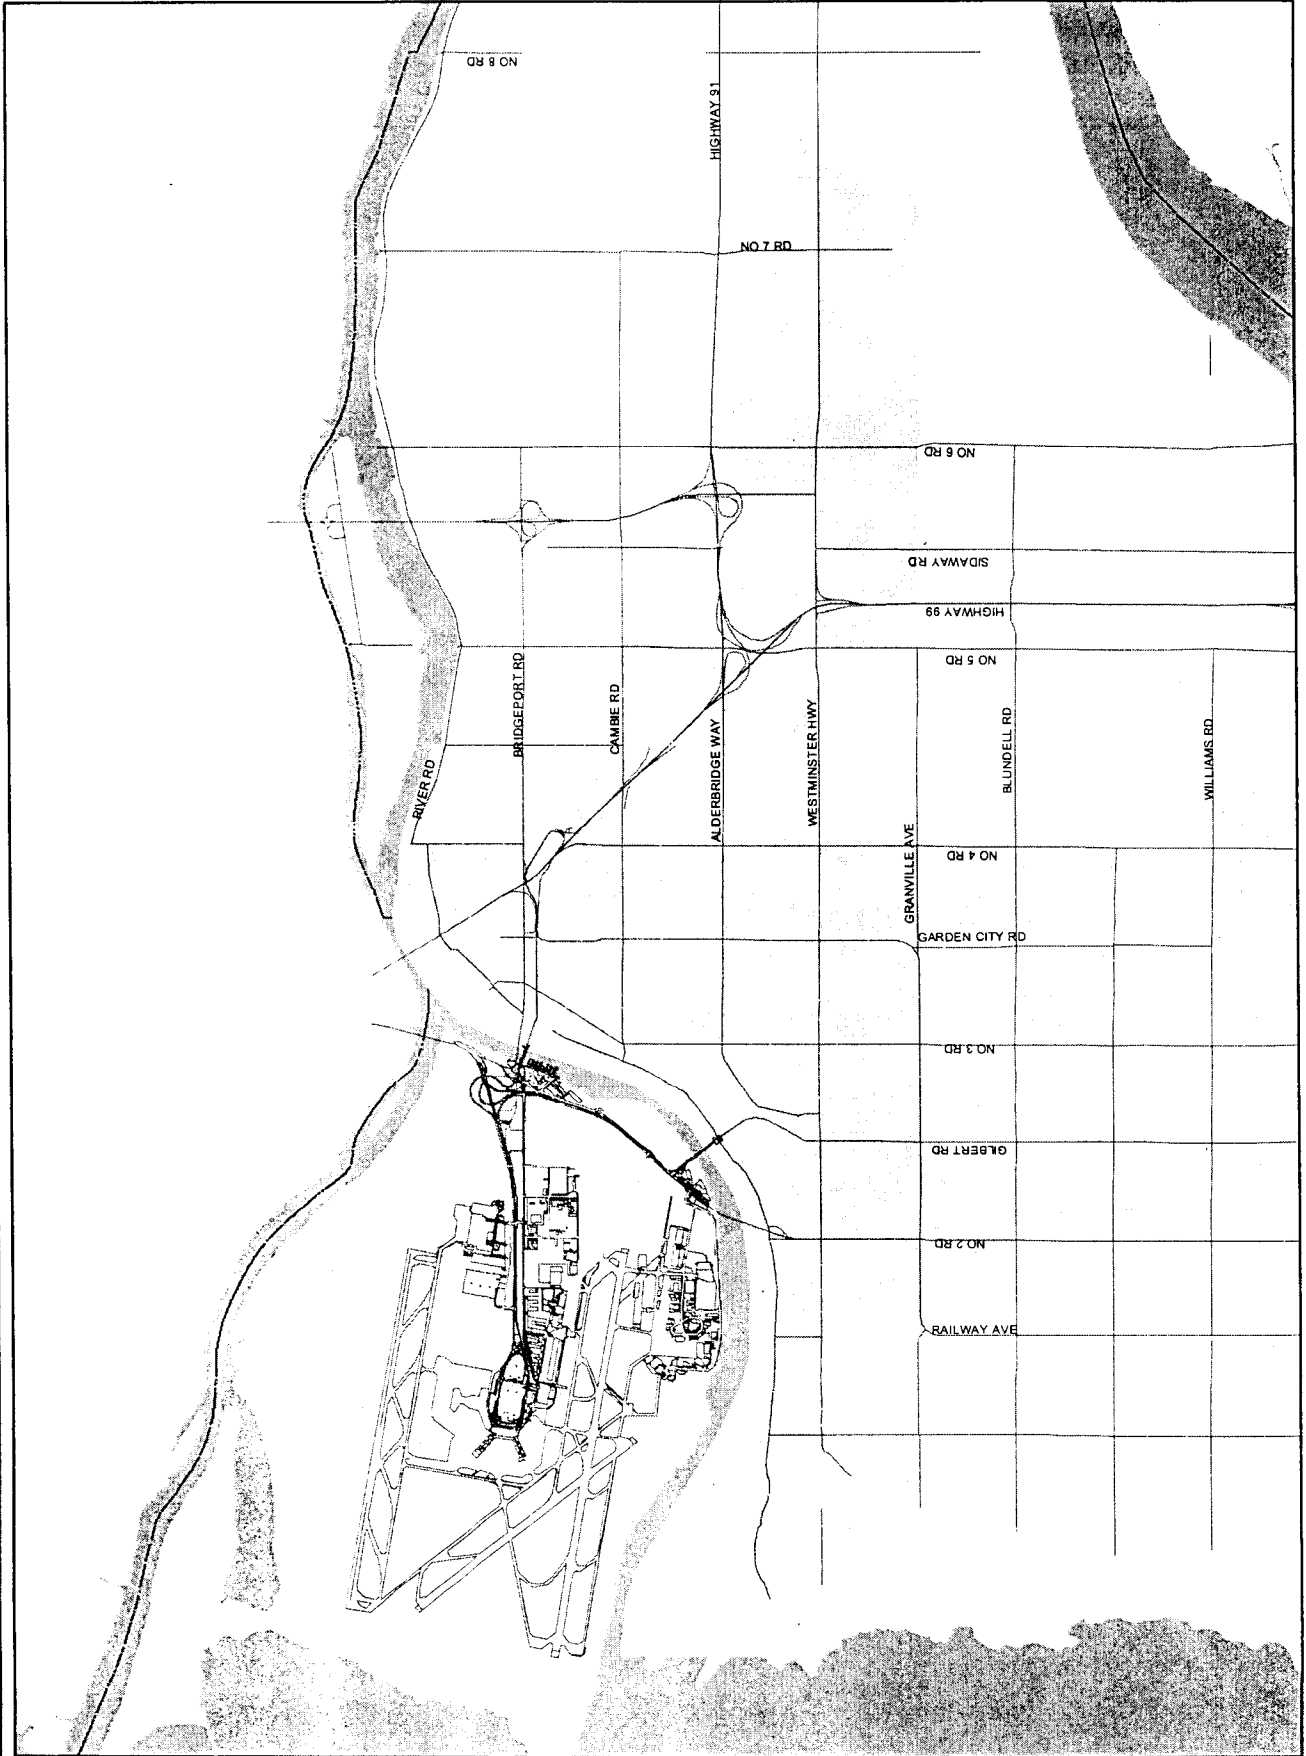 NO 8 RD
HIGHWAY 91
NO 7 RD
NO 6 RD
SIDAWAY RD
HIGHWAY 99
NO 5 RD
BRIDGEPORT RD
CAMBIE RD
ALDERBRIDGE WAY
WESTMINSTER HWY
BLUNDELL RD
WILLIAMS RD
RIVER RD
GRANVILLE AVE
NO 4 RD
GARDEN CITY RD
NO 3 RD
GILBERT RD
NO 2 RD
RAILWAY AVE